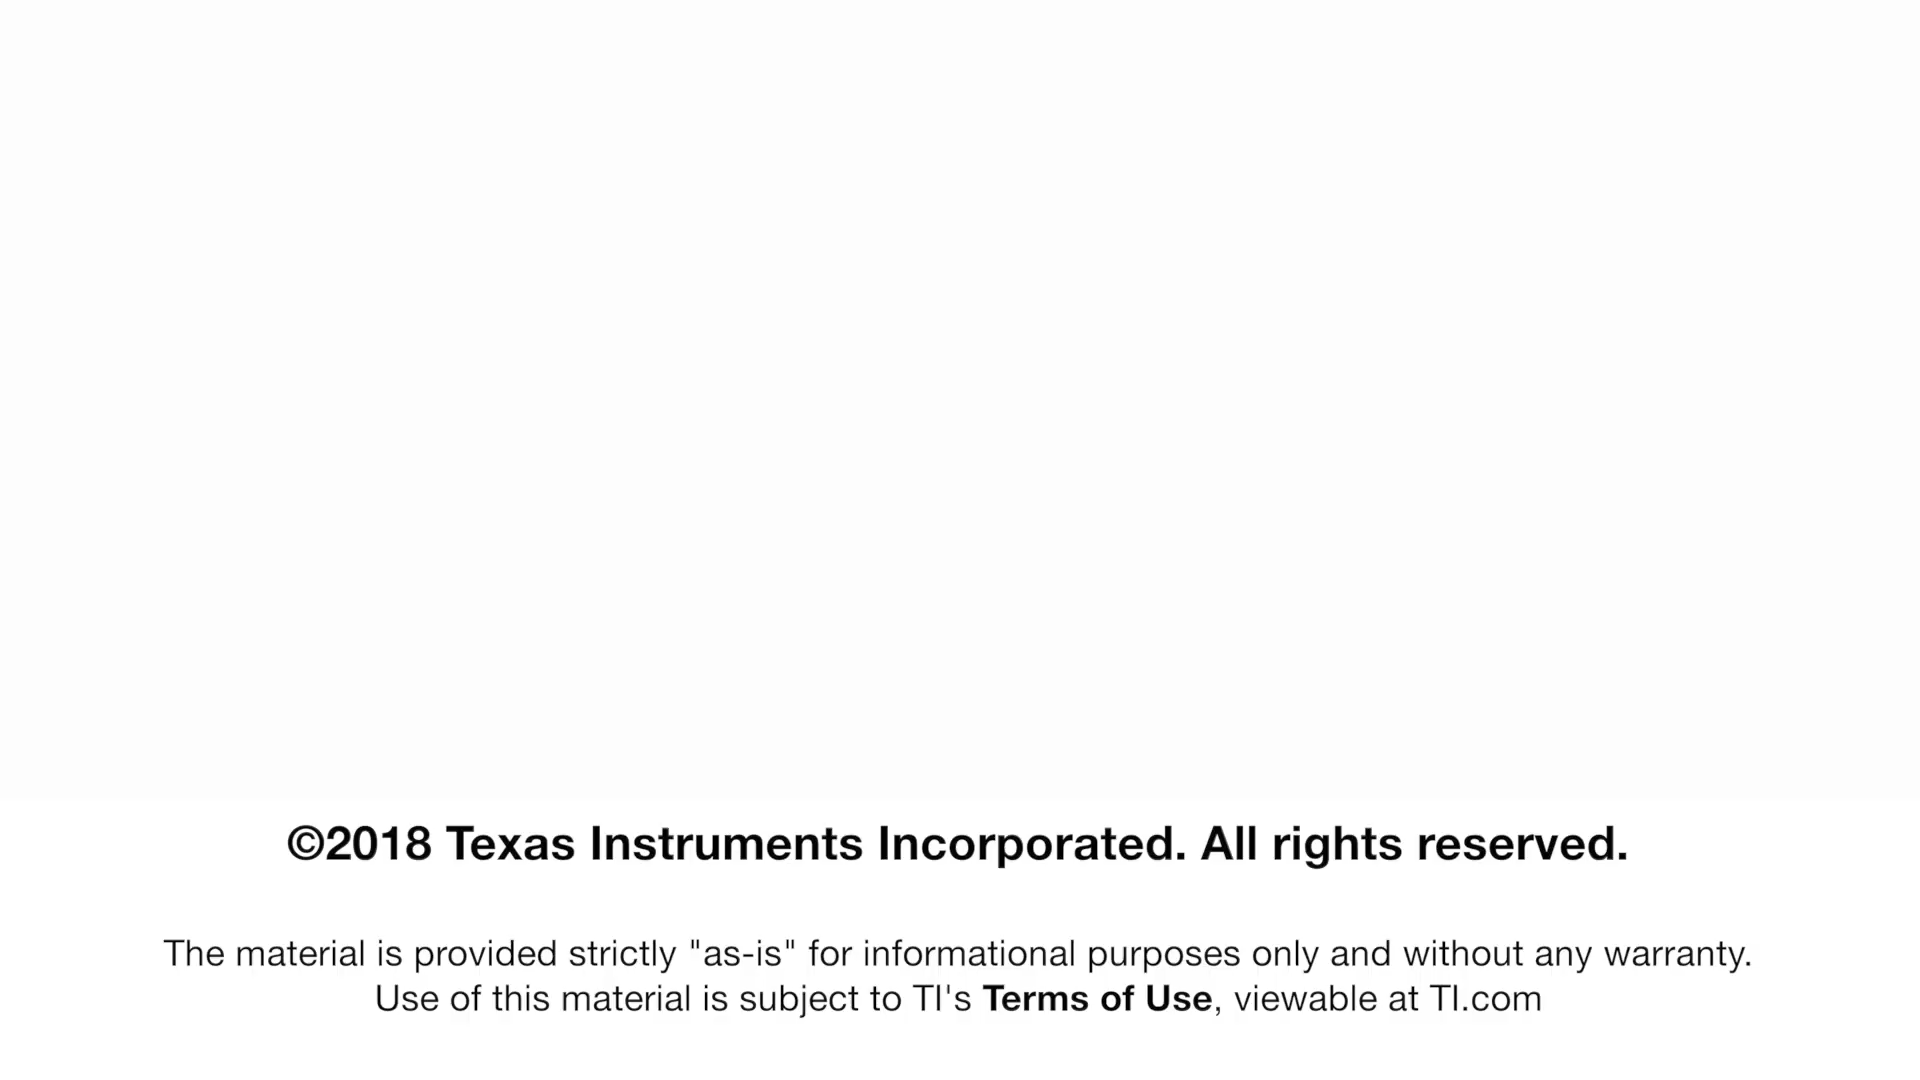 ©2018 Texas Instruments Incorporated. All rights reserved.
The material is provided strictly "as-is" for informational purposes only and without any warranty.
Use of this material is subject to TI's Terms of Use, viewable at TI.com